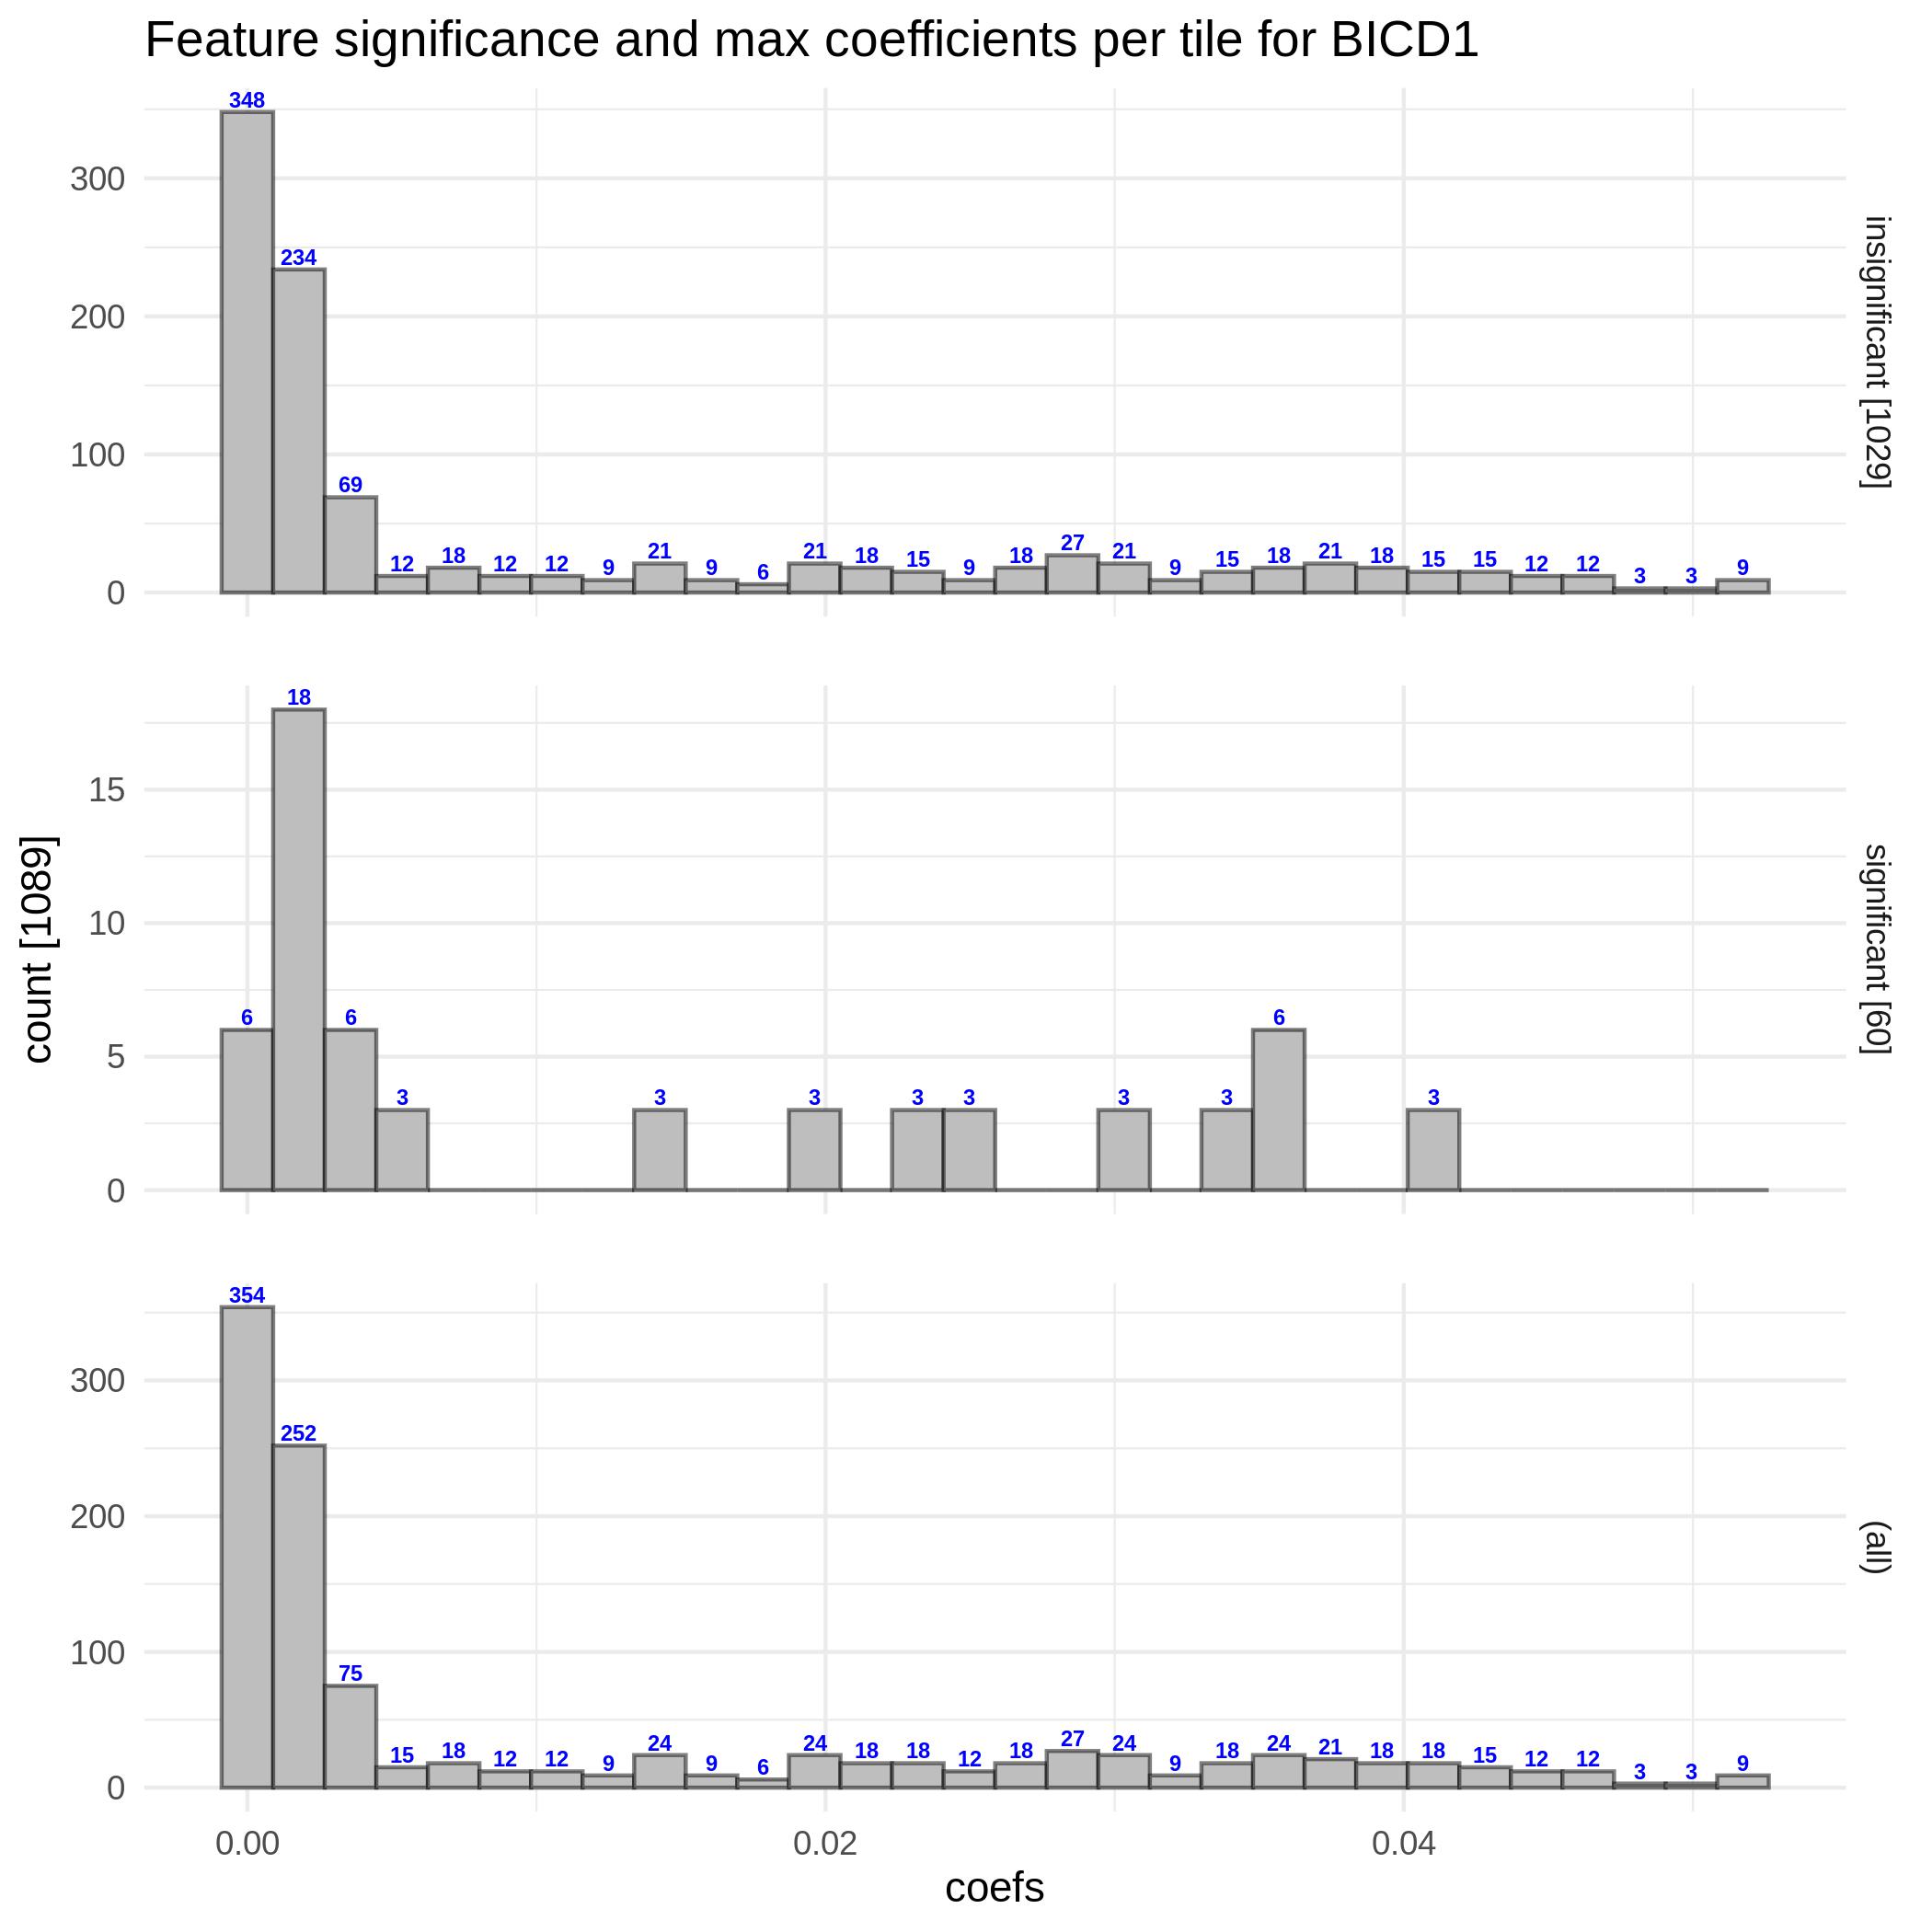 Feature significance and max coefficients per tile for BICD1
348
234
69
12 18 12 12 9 21 9 6 21 18 15 9 18 27 21 9 15 18 21 18 15 15 12 12 3 3 9
300
200
100
0
insignificant [1029]
18
6 6 3 3 3 3 3 3 3 6 3
15
10
5
0
significant [60]
count [1089]
354
252
75
15 18 12 12 9 24 9 6 24 18 18 12 18 27 24 9 18 24 21 18 18 15 12 12 3 3 9
300
200
100
0
(all)
0.00 0.02 0.04
coefs